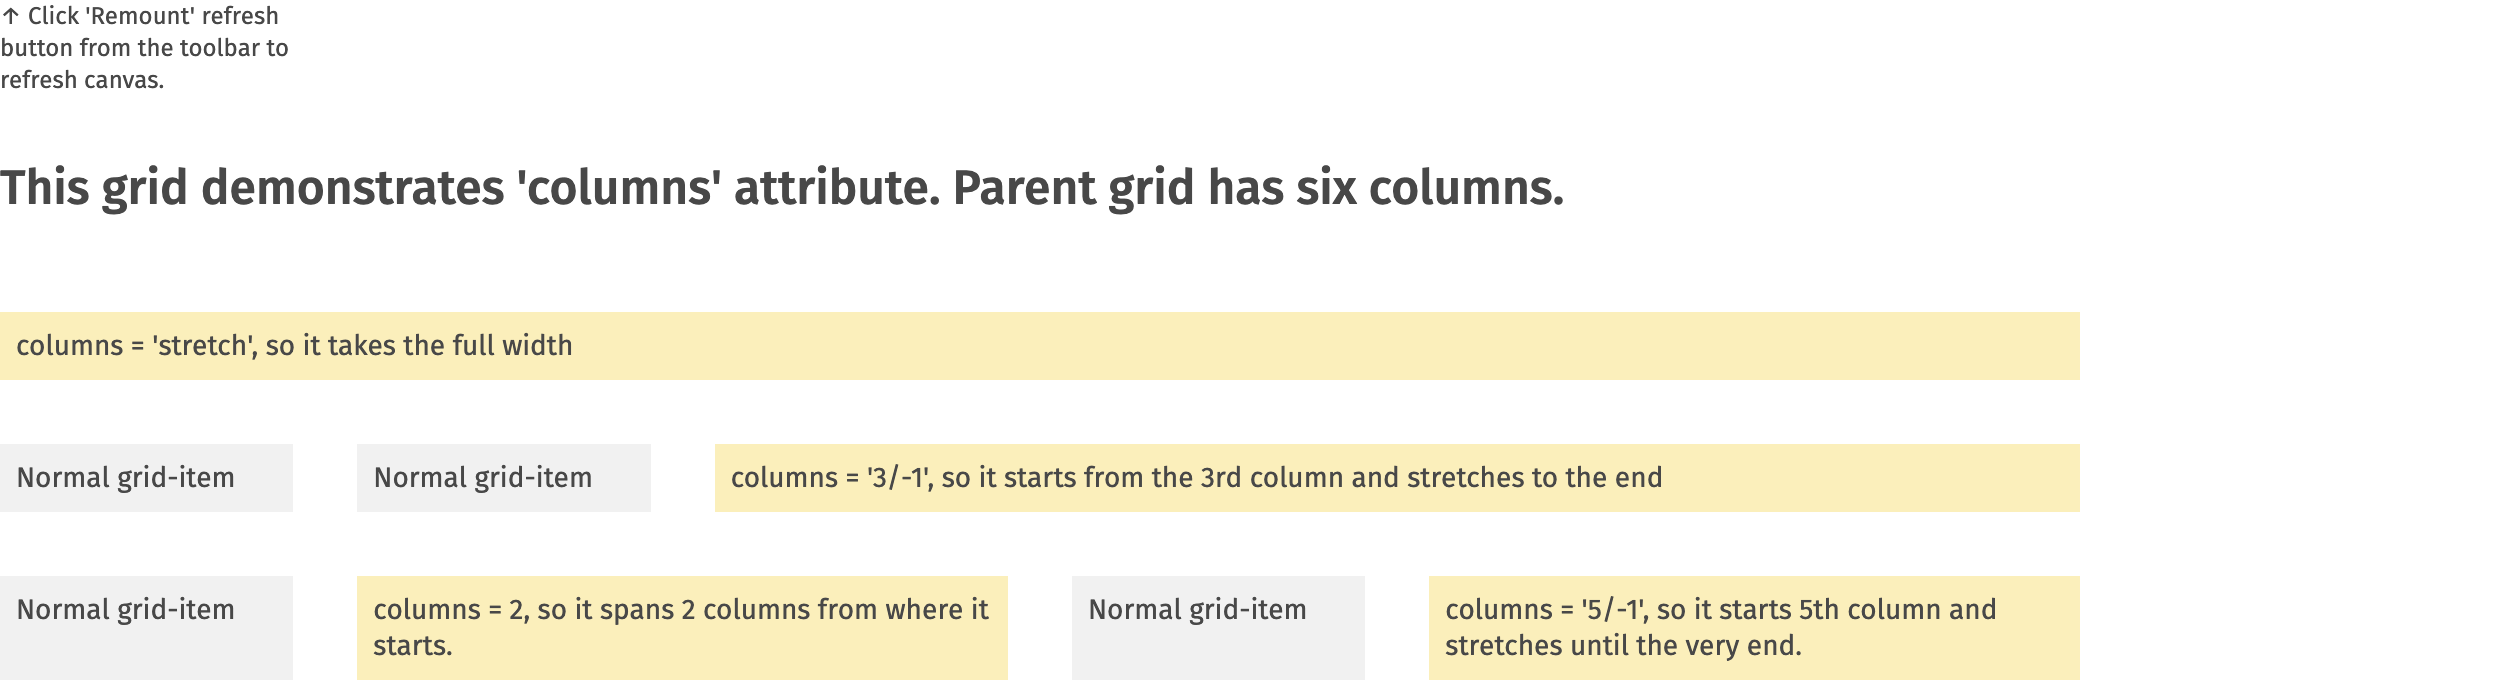 ↑ Click 'Remount' refresh
button from the toolbar to
refresh canvas.
This grid demonstrates 'columns' attribute. Parent grid has six columns.
columns = 'stretch', so it takes the full width
Normal grid-item
Normal grid-item
columns = '3/-1', so it starts from the 3rd column and stretches to the end
Normal grid-item
columns = 2, so it spans 2 columns from where it
starts.
Normal grid-item
columns = '5/-1', so it starts 5th column and
stretches until the very end.